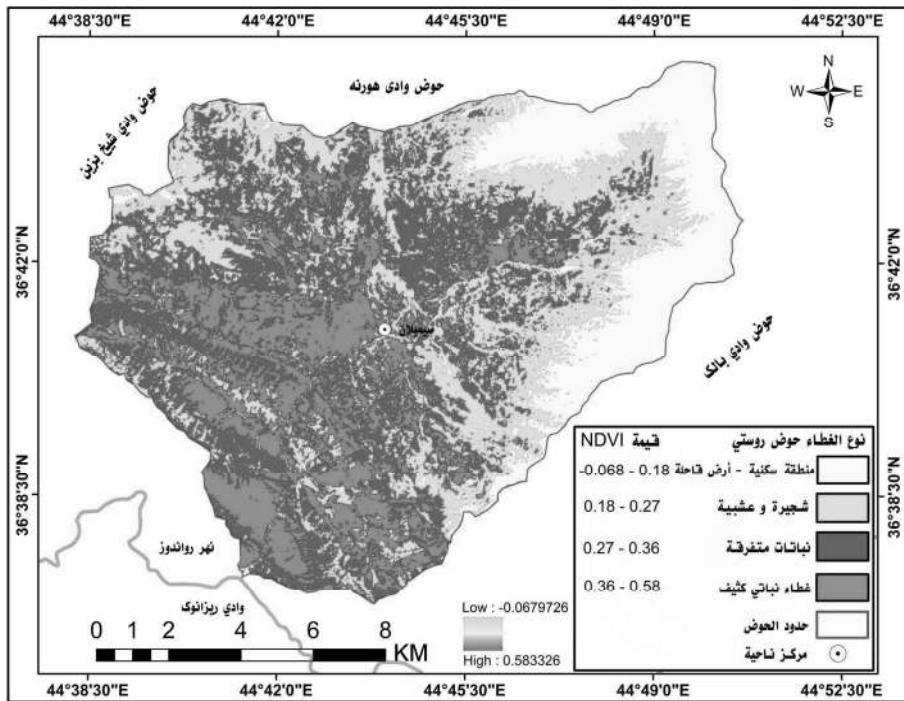 44°38'30"E 44°42'0"E 44°45'30"E 44°49'0"E 44°52'30"E
N
W E
S
حوض وادي هورنه
حوض وادي شيخ بزين
36°42'0"N 36°42'0"N
سيميلان
حوض وادي بالك
نوع الغطاء حوض روستي قيمة NDVI
منطقة سكنية - أرض قاحلة 0.18 - 0.068-
شجيرة و عشبية 0.27 - 0.18
نباتات متفرقة 0.36 - 0.27
غطاء نباتي كثيف 0.58 - 0.36
حدود الحوض
مركز ناحية
36°38'30"N 36°38'30"N
نهر رواندوز
وادي ريزانوك
0 1 2 4 6 8
KM
Low : -0.0679726
High : 0.583326
44°38'30"E 44°42'0"E 44°45'30"E 44°49'0"E 44°52'30"E